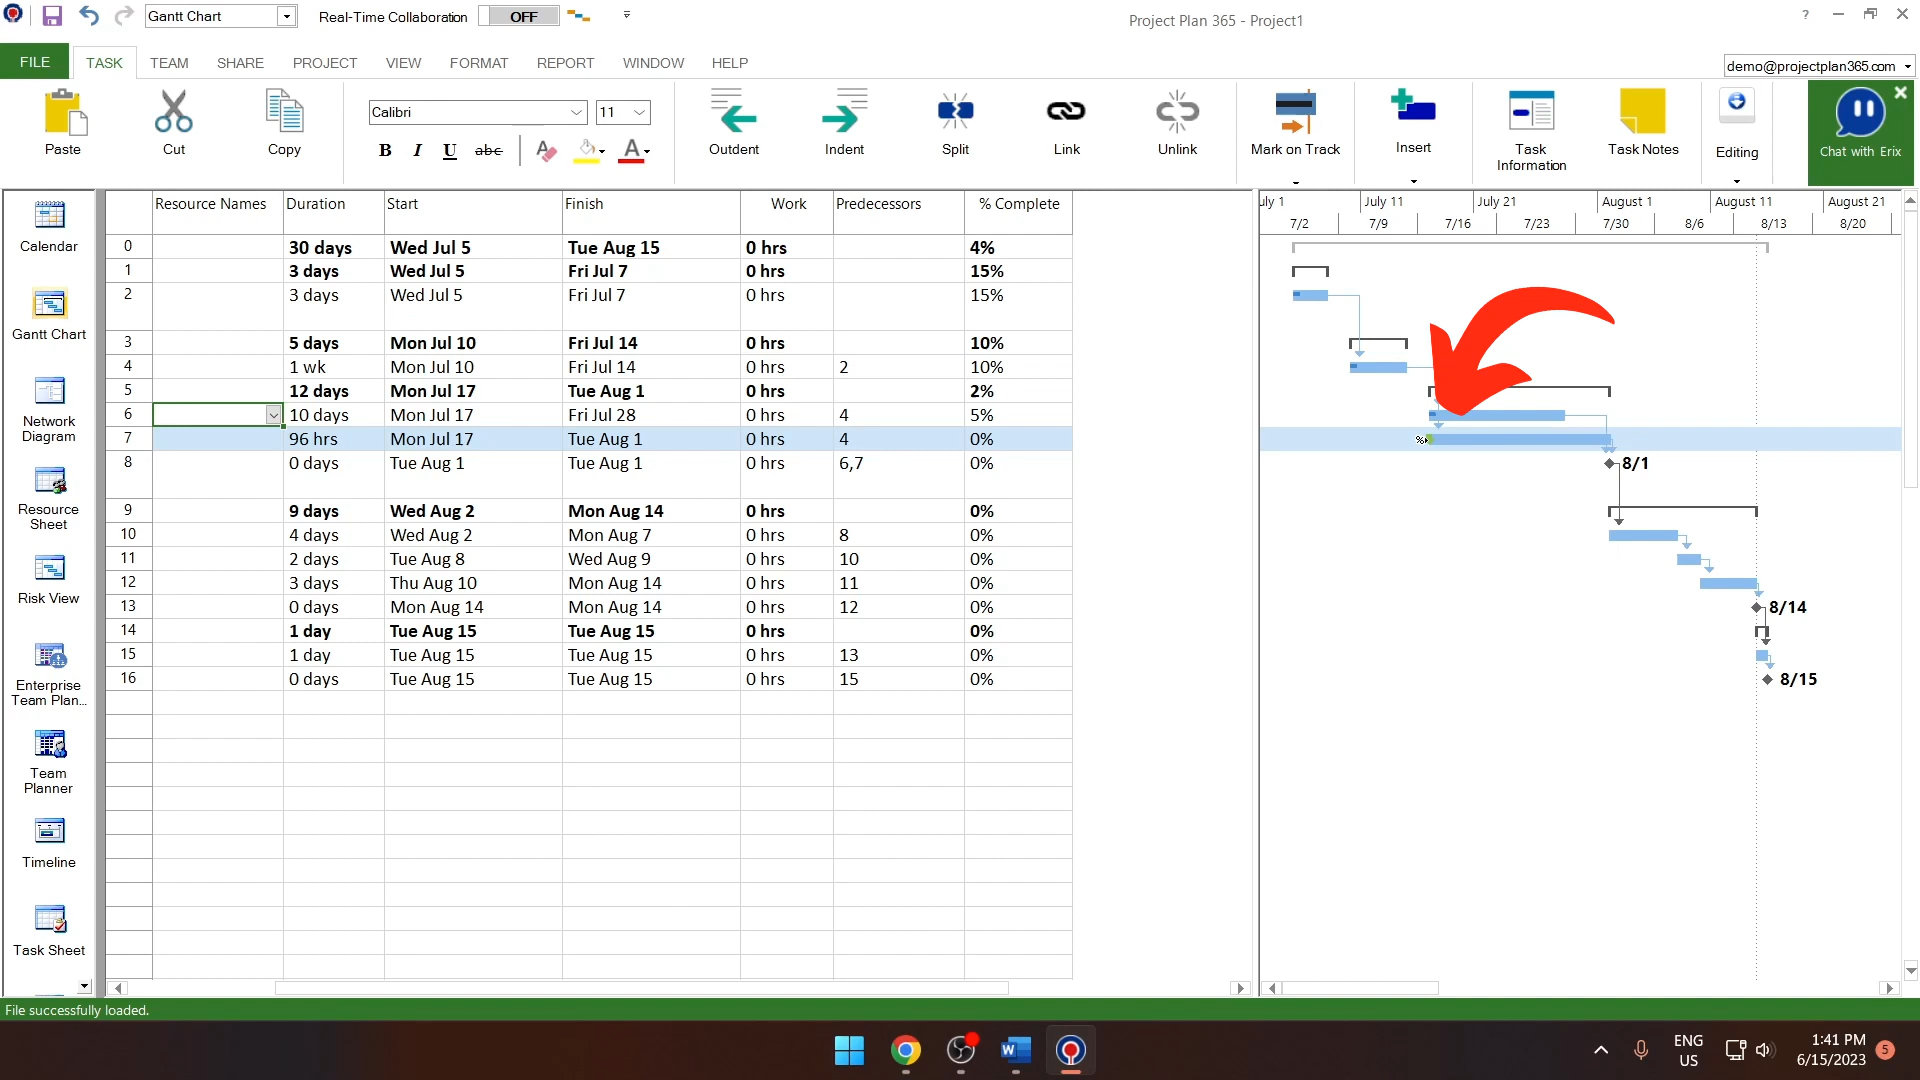 Gantt Chart
Real-Time Collaboration
OFF
Project Plan 365 - Project1
?
FILE
TASK
TEAM
SHARE
PROJECT
VIEW
FORMAT
REPORT
WINDOW
HELP
demo@projectplan365.com
Paste
Cut
Copy
Calibri
11
B I U abc A A
Outdent
Indent
Split
Link
Unlink
Mark on Track
Insert
Task Information
Task Notes
Editing
Chat with Erix
Calendar
Gantt Chart
Network Diagram
Resource Sheet
Risk View
Enterprise Team Plan...
Team Planner
Timeline
Task Sheet
Resource Names Duration Start Finish Work Predecessors % Complete
0 30 days Wed Jul 5 Tue Aug 15 0 hrs 4%
1 3 days Wed Jul 5 Fri Jul 7 0 hrs 15%
2 3 days Wed Jul 5 Fri Jul 7 0 hrs 15%
3 5 days Mon Jul 10 Fri Jul 14 0 hrs 10%
4 1 wk Mon Jul 10 Fri Jul 14 0 hrs 2 10%
5 12 days Mon Jul 17 Tue Aug 1 0 hrs 2%
6 10 days Mon Jul 17 Fri Jul 28 0 hrs 4 5%
7 96 hrs Mon Jul 17 Tue Aug 1 0 hrs 4 0%
8 0 days Tue Aug 1 Tue Aug 1 0 hrs 6,7 0%
9 9 days Wed Aug 2 Mon Aug 14 0 hrs 0%
10 4 days Wed Aug 2 Mon Aug 7 0 hrs 8 0%
11 2 days Tue Aug 8 Wed Aug 9 0 hrs 10 0%
12 3 days Thu Aug 10 Mon Aug 14 0 hrs 11 0%
13 0 days Mon Aug 14 Mon Aug 14 0 hrs 12 0%
14 1 day Tue Aug 15 Tue Aug 15 0 hrs 0%
15 1 day Tue Aug 15 Tue Aug 15 0 hrs 13 0%
16 0 days Tue Aug 15 Tue Aug 15 0 hrs 15 0%
uly 1 July 11 July 21 August 1 August 11 August 21
7/2 7/9 7/16 7/23 7/30 8/6 8/13 8/20
%
8/1
8/14
8/15
File successfully loaded.
W
ENG
US
1:41 PM
6/15/2023
5